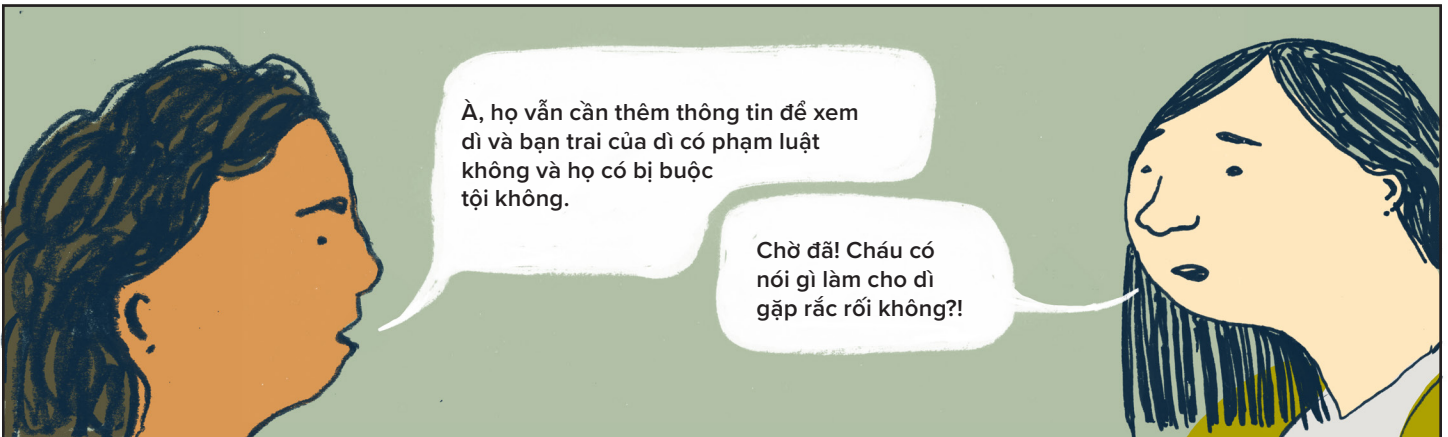 À, họ vẫn cần thêm thông tin để xem
dì và bạn trai của dì có phạm luật
không và họ có bị buộc
tội không.
Chờ đã! Cháu có
nói gì làm cho dì
gặp rắc rối không?!